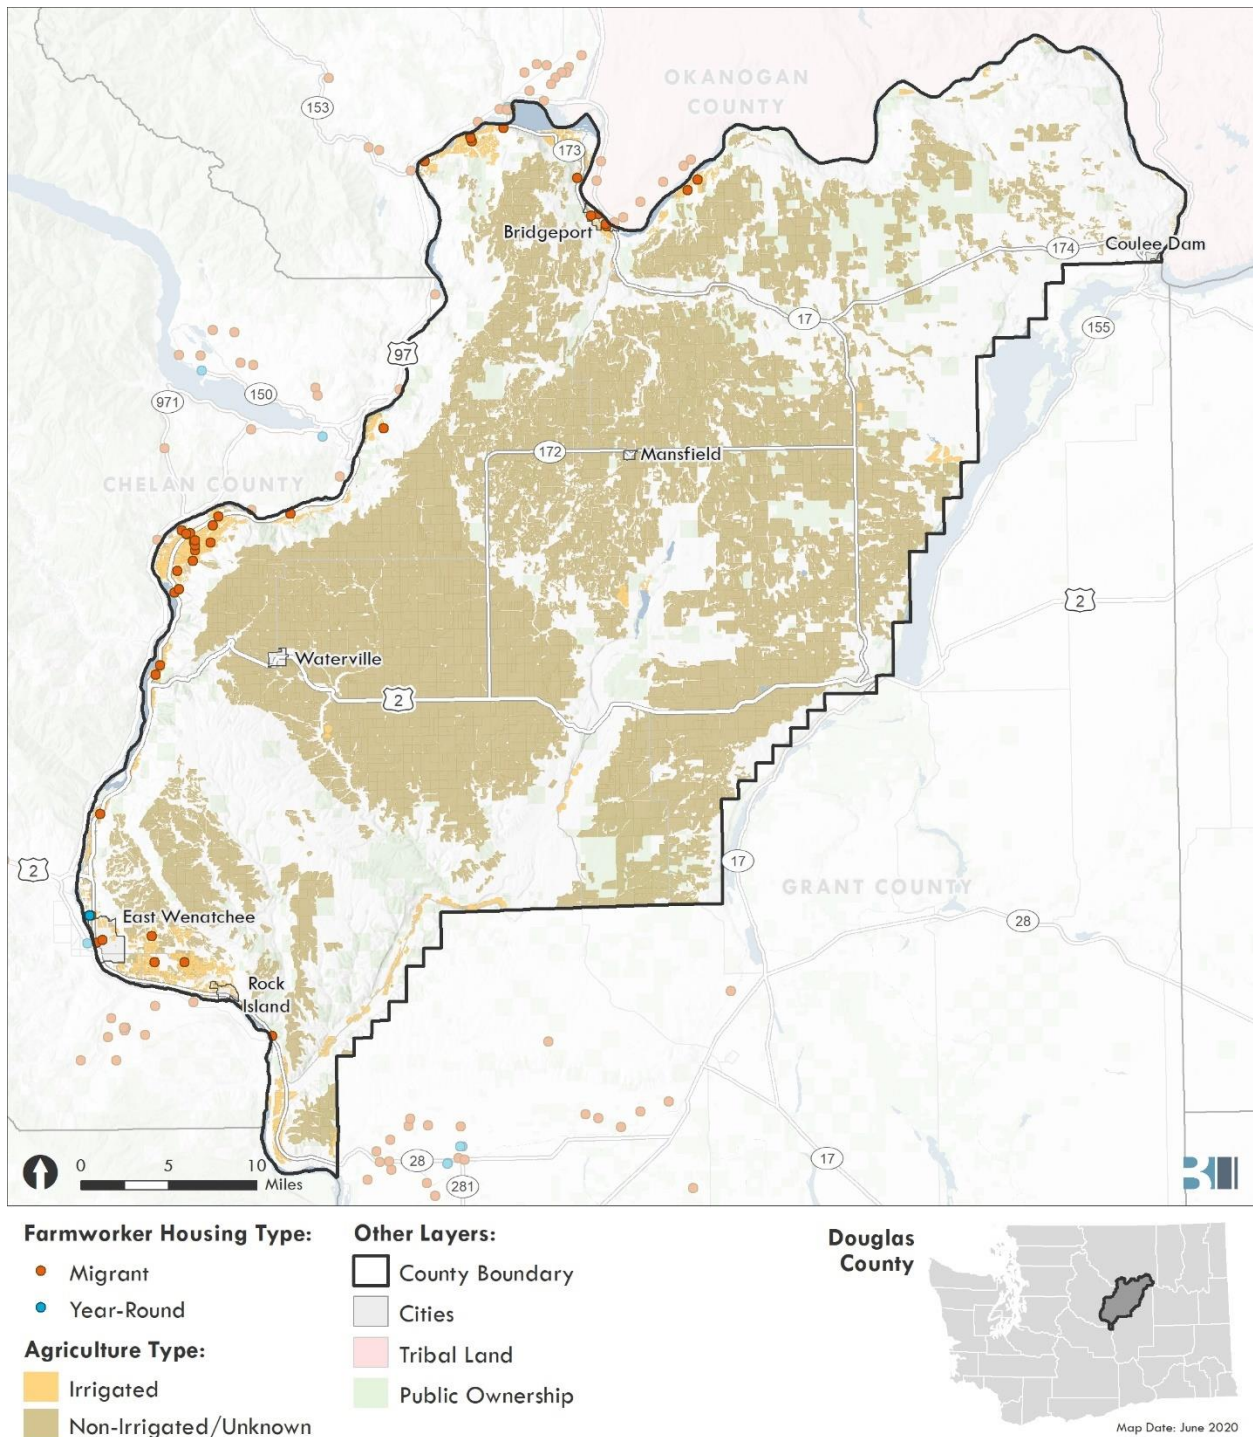 OKANOGAN
COUNTY
153
173
Bridgeport
174
Coulee Dam
17
155
97
150
971
172
Mansfield
CHELAN COUNTY
2
Waterville
2
17
2
GRANT COUNTY
East Wenatchee
28
Rock
Island
0 5 10
Miles
28
17
281
Farmworker Housing Type:
Migrant
Year-Round
Agriculture Type:
Irrigated
Non-Irrigated/Unknown
Other Layers:
County Boundary
Cities
Tribal Land
Public Ownership
Douglas
County
Map Date: June 2020